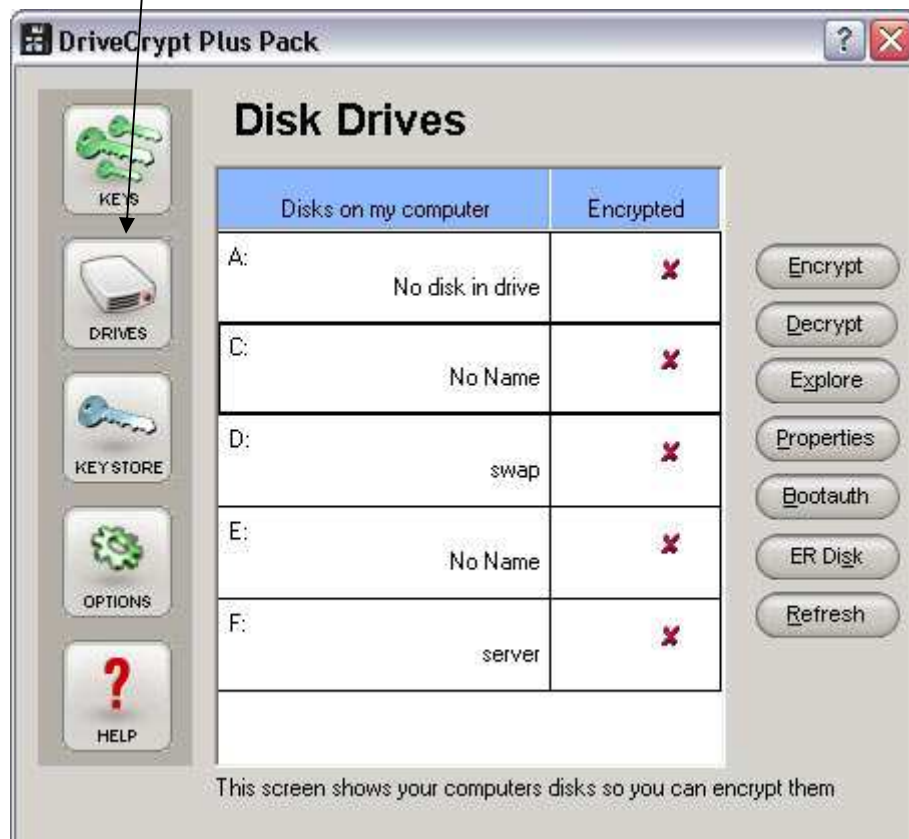 DriveCrypt Plus Pack
Disk Drives
KEYS
DRIVES
KEYSTORE
OPTIONS
HELP
Disks on my computer Encrypted
A:
No disk in drive
C:
No Name
D:
swap
E:
No Name
F:
server
Encrypt
Decrypt
Explore
Properties
Bootauth
ER Disk
Refresh
This screen shows your computers disks so you can encrypt them